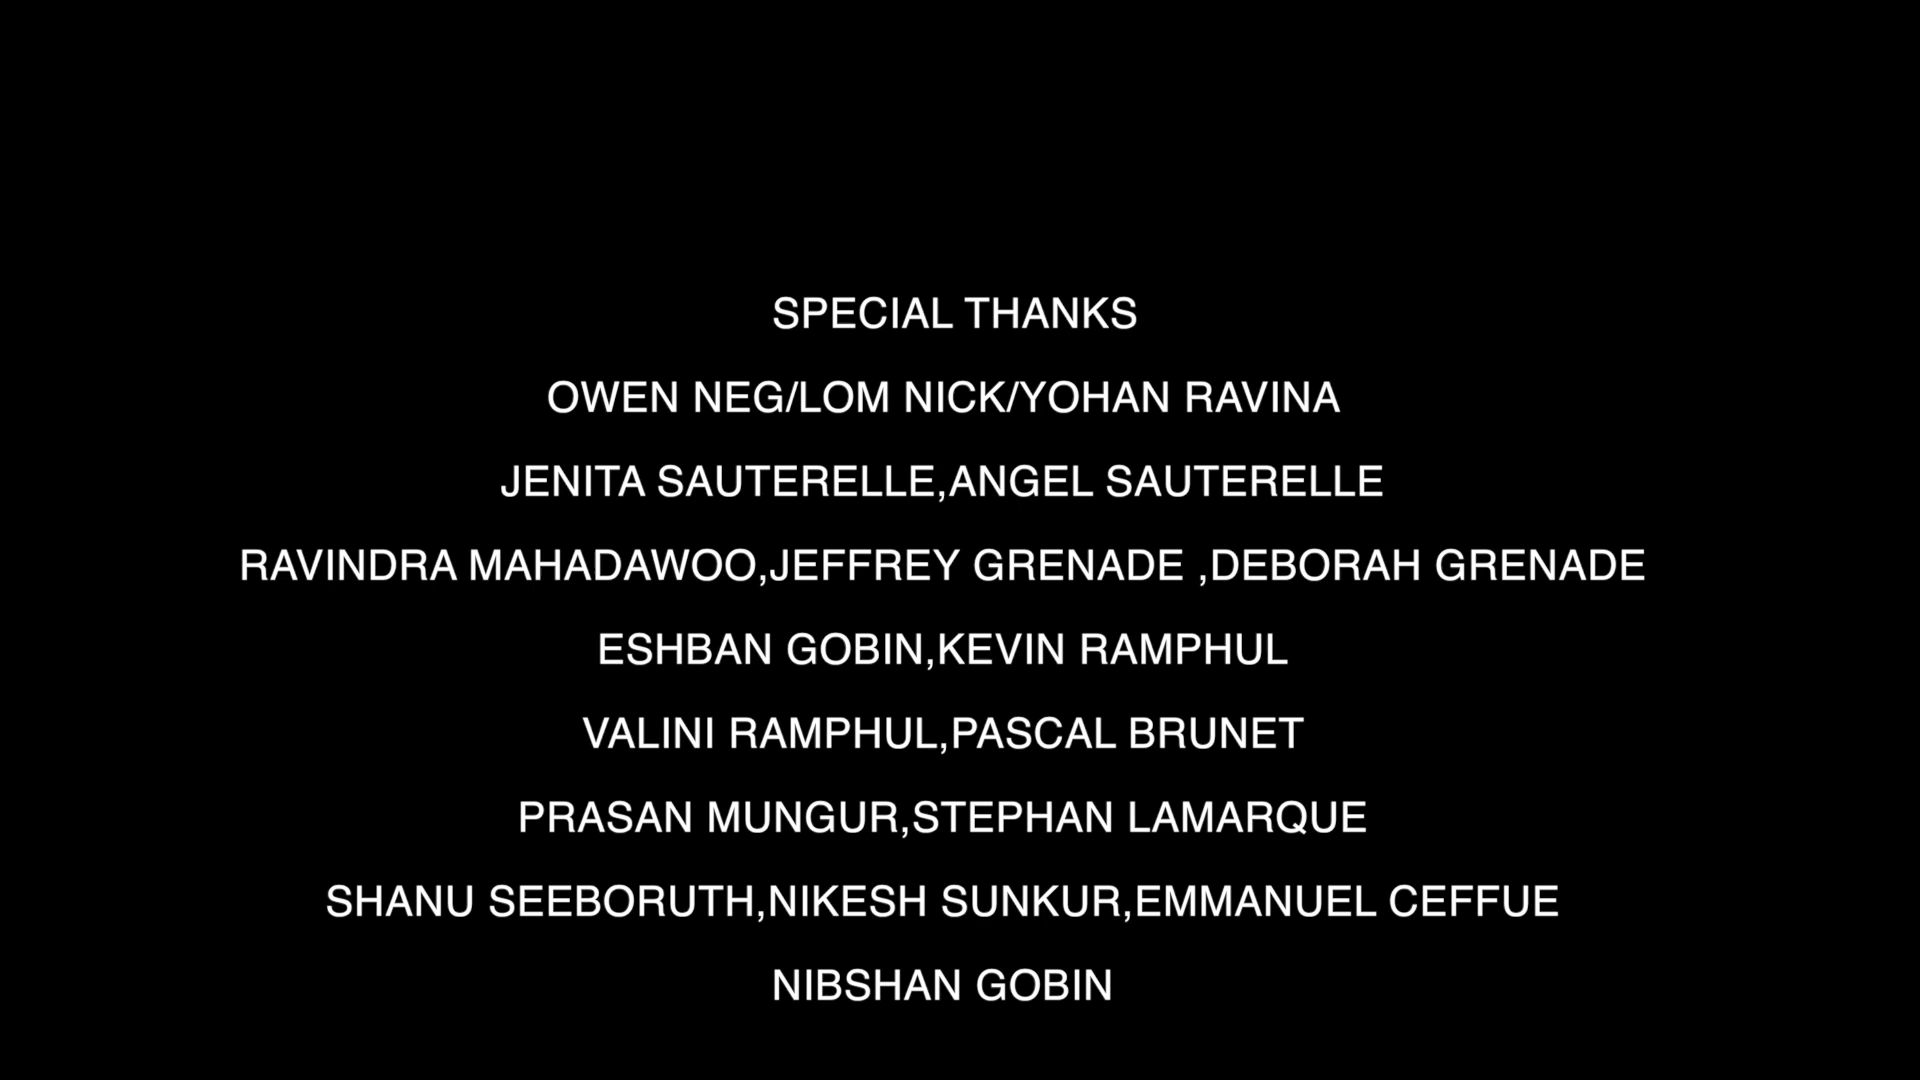 SPECIAL THANKS
OWEN NEG/LOM NICK/YOHAN RAVINA
JENITA SAUTERELLE,ANGEL SAUTERELLE
RAVINDRA MAHADAWOO,JEFFREY GRENADE ,DEBORAH GRENADE
ESHBAN GOBIN,KEVIN RAMPHUL
VALINI RAMPHUL,PASCAL BRUNET
PRASAN MUNGUR,STEPHAN LAMARQUE
SHANU SEEBORUTH,NIKESH SUNKUR,EMMANUEL CEFFUE
NIBSHAN GOBIN